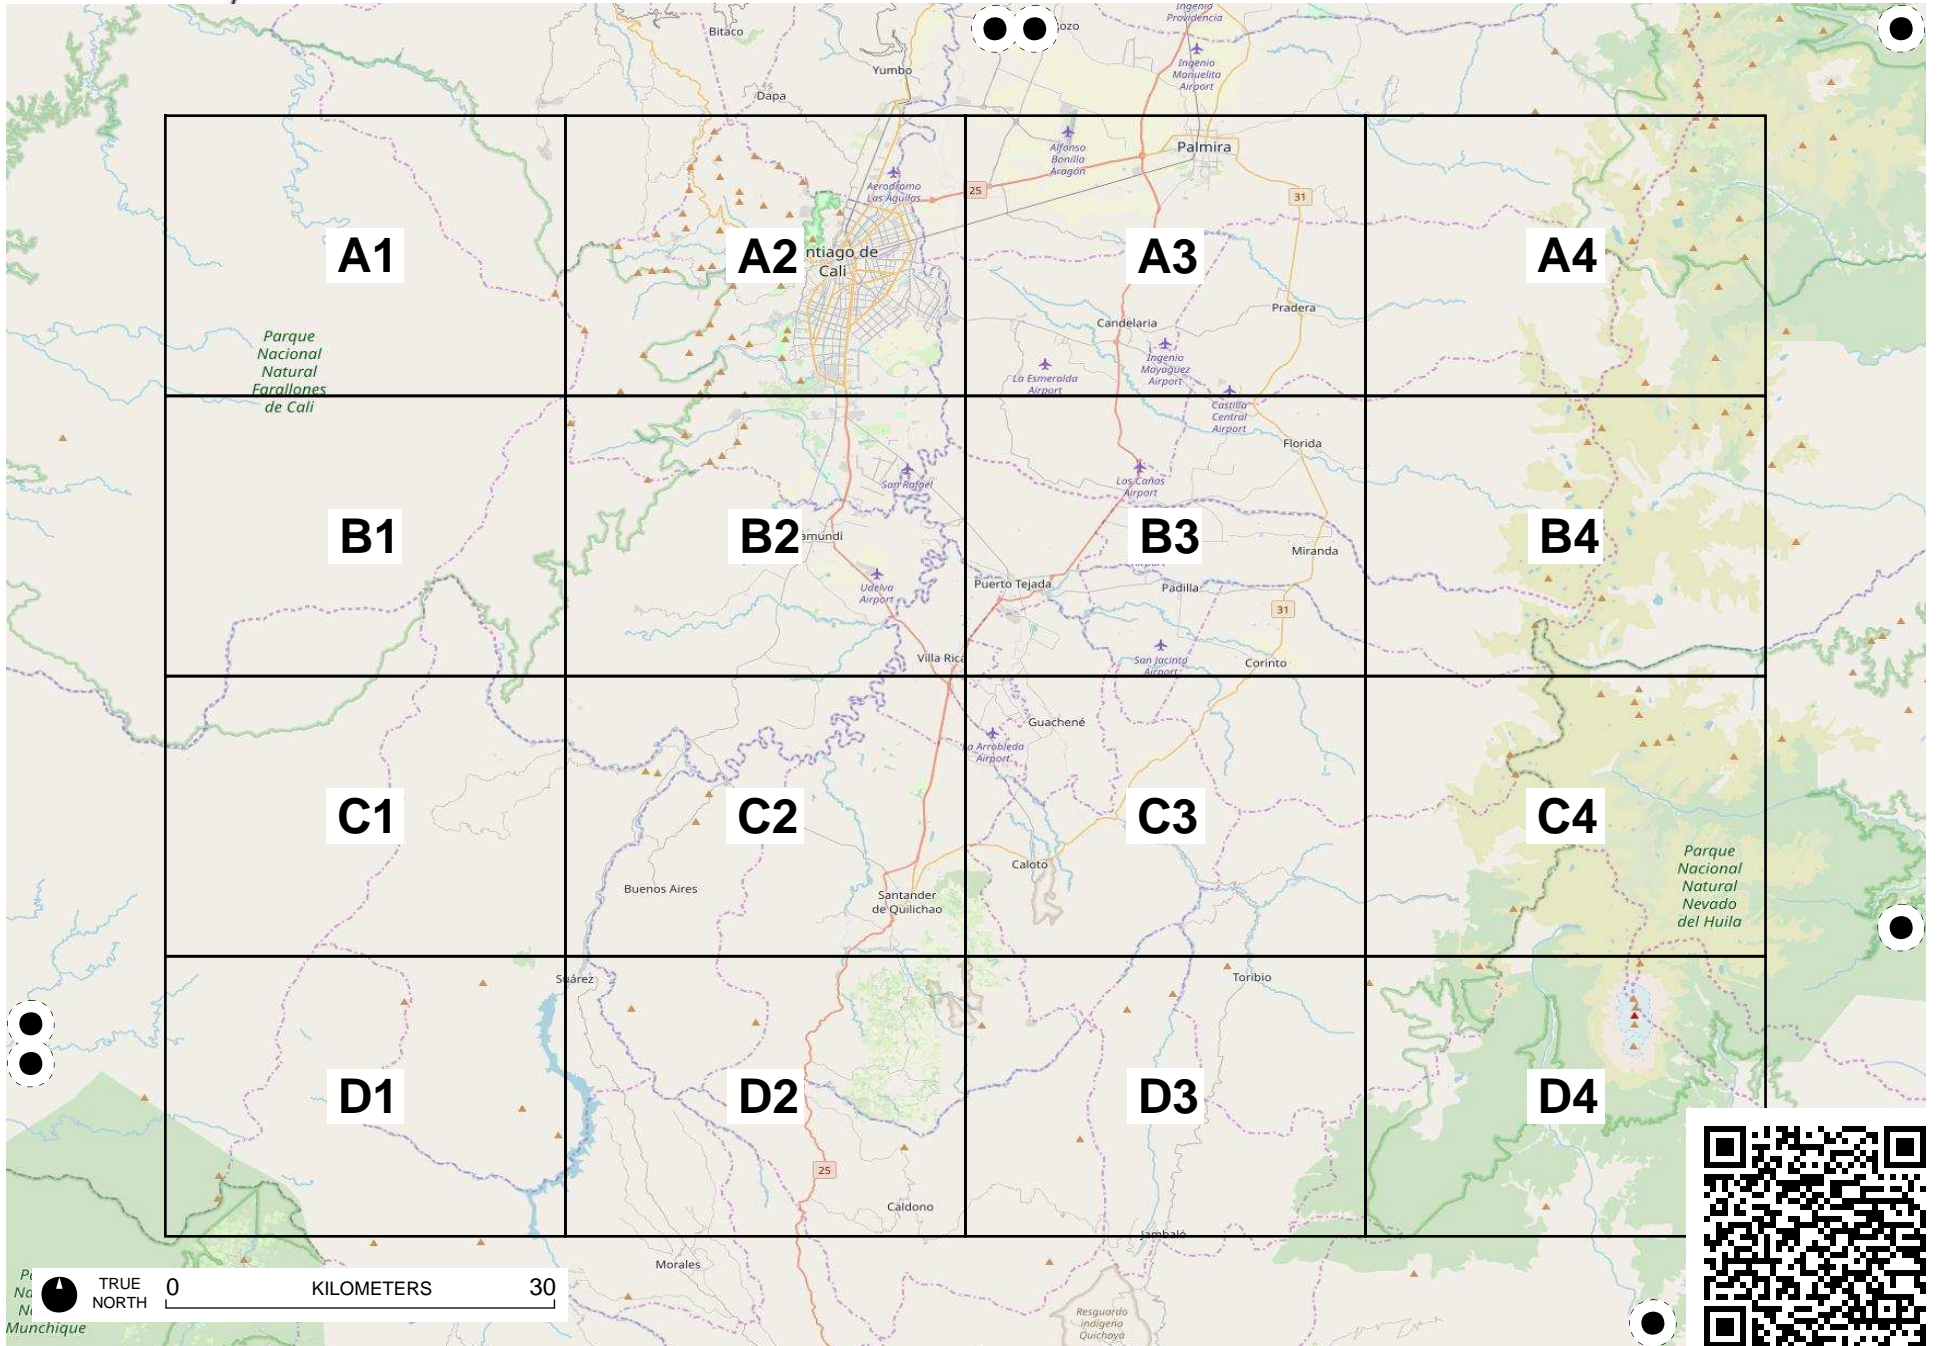 Bitaco
Ingenio
Providencia
ozo
Yumbo
Ingenio
Manuelita
Airport
Dapa
Alfonso
Bonilla
Aragón
Palmira
Aeródromo
Las Águilas
25
31
A1
A2
ntiago de
Cali
A3
A4
Pradera
Candelaria
Parque
Nacional
Natural
Farallones
de Cali
La Esmeralda
Airport
Ingenio
Mayagüez
Airport
Castilla
Central
Airport
Florida
San Rafael
Las Cañas
Airport
B1
B2
amundi
B3
B4
Airport
Miranda
Udelva
Airport
Puerto Tejada
Padilla
31
Villa Rica
San Jacinto
Airport
Corinto
Guachené
a Arrobleda
Airport
C1
C2
C3
C4
Caloto
Parque
Nacional
Natural
Nevado
del Huila
Buenos Aires
Santander
de Quilichao
Suárez
Toribio
D1
D2
D3
D4
25
Caldono
Jambaló
Morales
TRUE
NORTH
0 KILOMETERS 30
Munchique
Resguardo
indígena
Quichaya